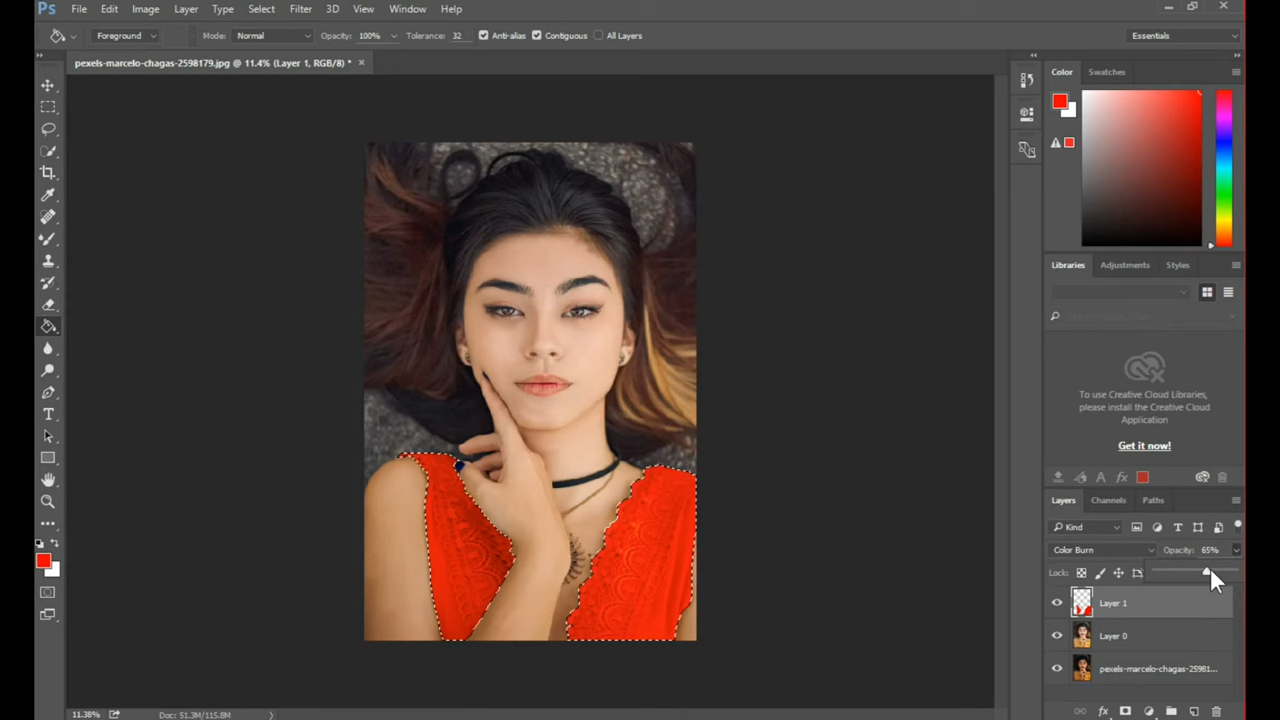 Ps File Edit Image Layer Type Select Filter 3D View Window Help
Foreground Mode: Normal Opacity: 100% Tolerance: 32 Anti-alias Contiguous All Layers Essentials
pexels-marcelo-chagas-2598179.jpg @ 11.4% (Layer 1, RGB/8) *
Color Swatches
Libraries Adjustments Styles
To use Creative Cloud Libraries,
please install the Creative Cloud
Application
Get it now!
Layers Channels Paths
Kind
Color Burn Opacity: 65%
Lock:
Layer 1
Layer 0
pexels-marcelo-chagas-25981...
11.38% Doc: 51.3M/115.8M